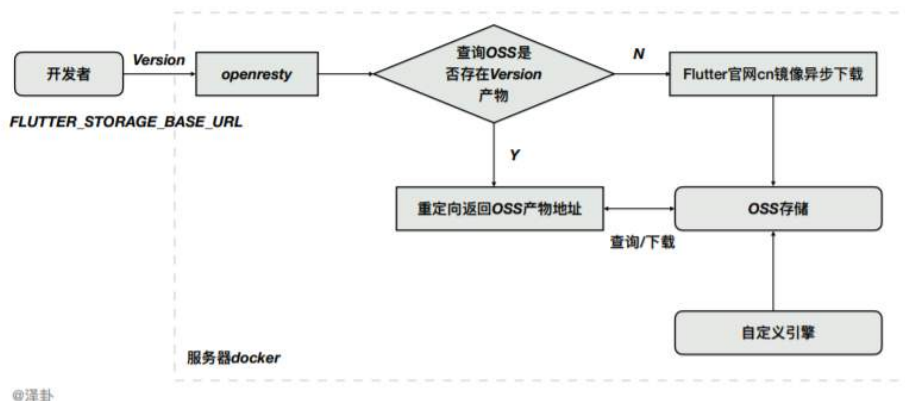 开发者
Version
openresty
查询OSS是
否存在Version
产物
N
Flutter官网cn镜像异步下载
FLUTTER_STORAGE_BASE_URL
Y
重定向返回OSS产物地址
查询/下载
OSS存储
自定义引擎
服务器docker
@泽卦